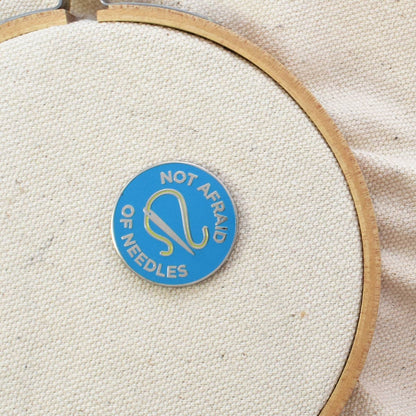 NOT AFRAID
OF NEEDLES